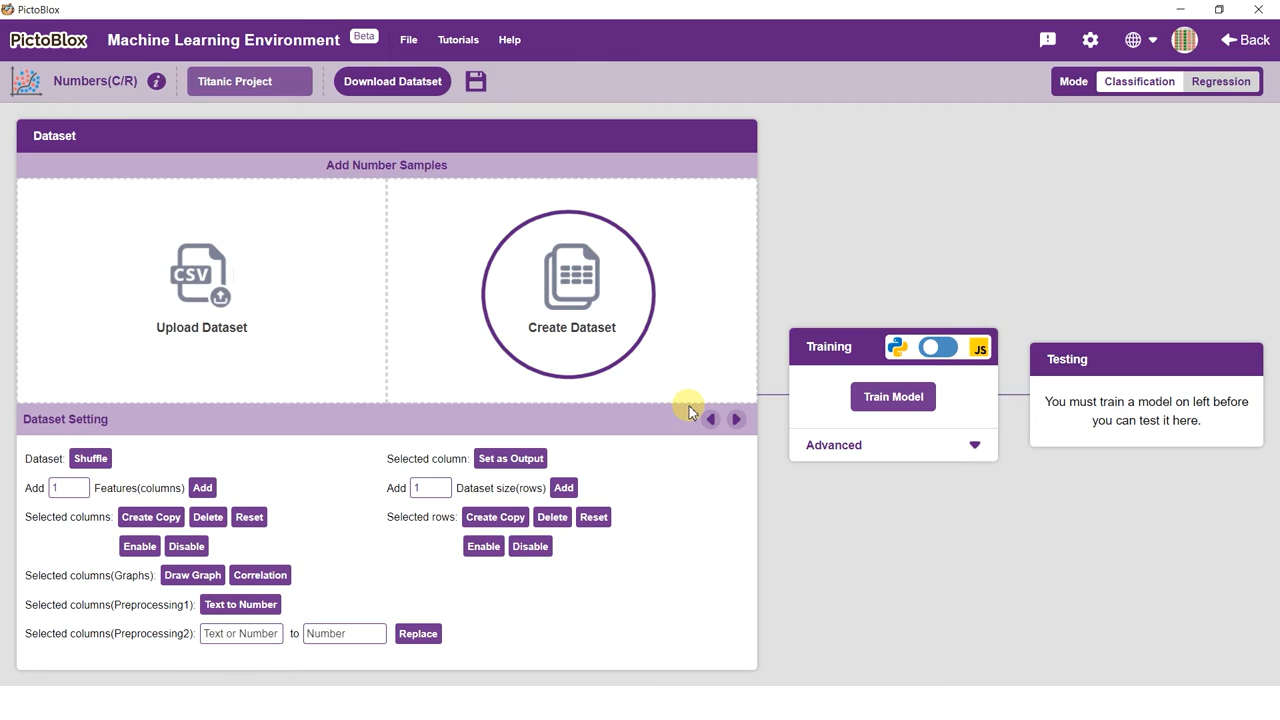 PictoBlox
PICTOBLOX Machine Learning Environment Beta File Tutorials Help Back
Numbers(C/R) i Titanic Project Download Datatset Mode Classification Regression
Dataset
Add Number Samples
CSV
Upload Dataset Create Dataset
Dataset Setting
Dataset: Shuffle Selected column: Set as Output
Add 1 Features(columns) Add Add 1 Dataset size(rows) Add
Selected columns: Create Copy Delete Reset Selected rows: Create Copy Delete Reset
Enable Disable Enable Disable
Selected columns(Graphs): Draw Graph Correlation
Selected columns(Preprocessing1): Text to Number
Selected columns(Preprocessing2): Text or Number to Number Replace
Training JS
Train Model
Advanced
Testing
You must train a model on left before
you can test it here.